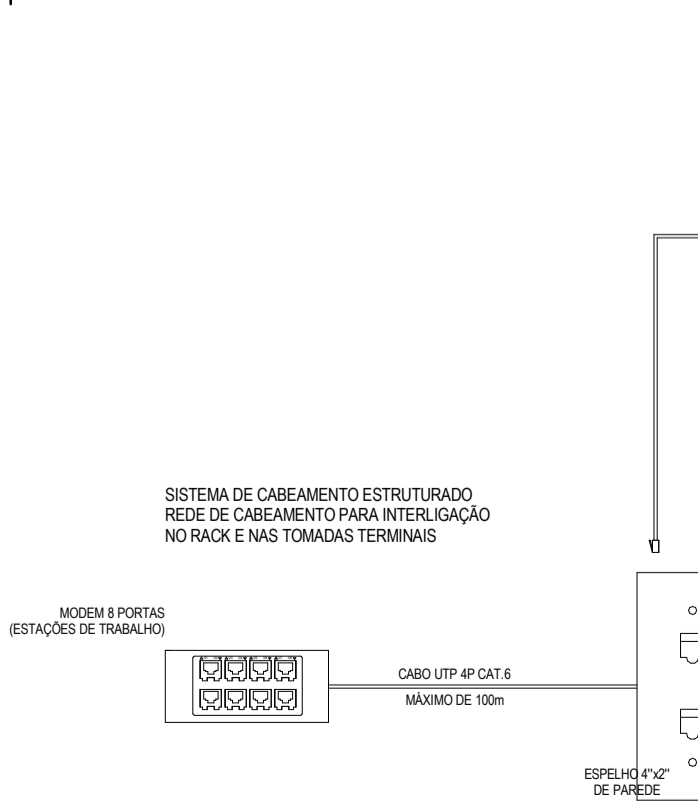 SISTEMA DE CABEAMENTO ESTRUTURADO
REDE DE CABEAMENTO PARA INTERLIGAÇÃO
NO RACK E NAS TOMADAS TERMINAIS
MODEM 8 PORTAS
(ESTAÇÕES DE TRABALHO)
CABO UTP 4P CAT.6
MÁXIMO DE 100m
ESPELHO 4"x2"
DE PAREDE